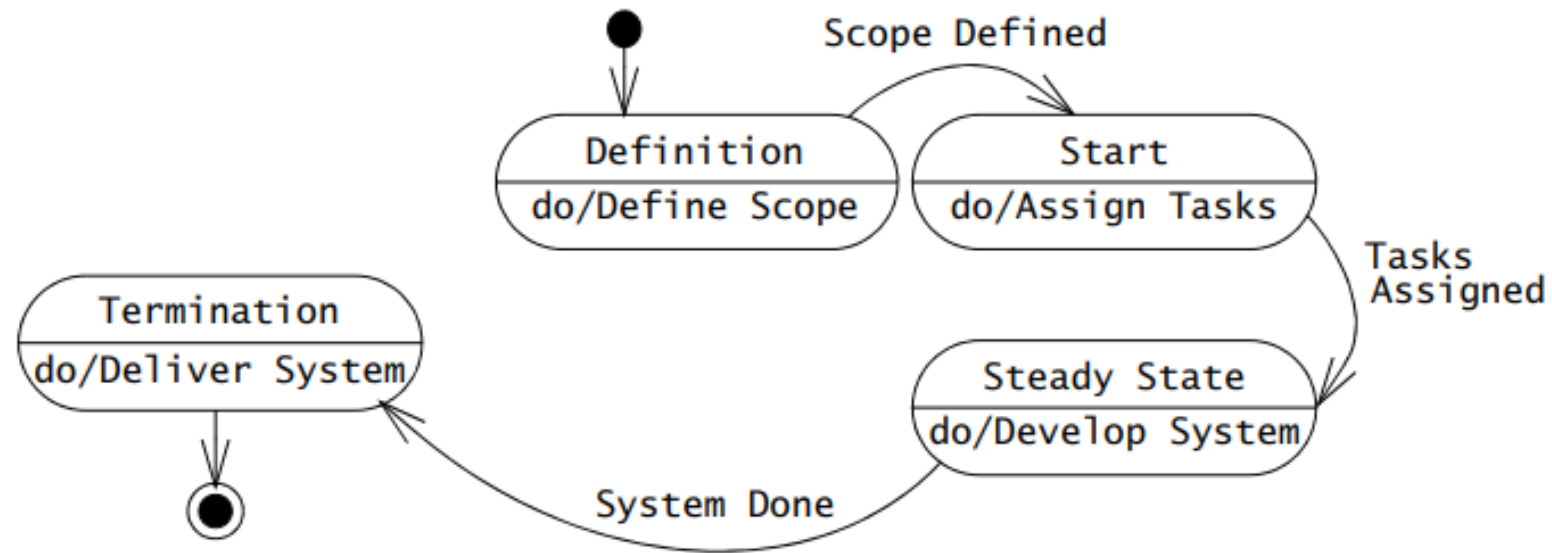 Scope Defined
Definition
do/Define Scope
Start
do/Assign Tasks
Tasks
Assigned
Termination
do/Deliver System
Steady State
do/Develop System
System Done